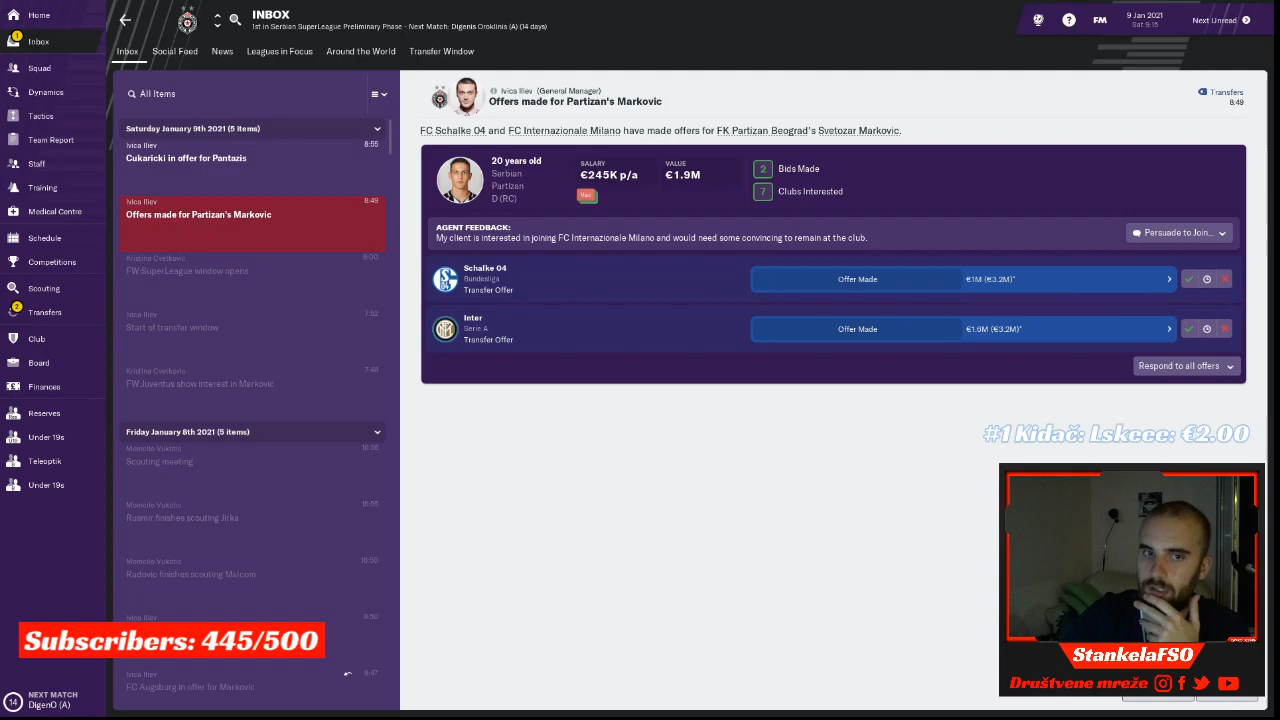 INBOX
1st in Serbian SuperLeague Preliminary Phase - Next Match: Digenis Oroklinis (A) (14 days)
FM
9 Jan 2021
Sat 9:15
Next Unread
Inbox
Social Feed
News
Leagues in Focus
Around the World
Transfer Window
Home
1
Inbox
Squad
Dynamics
Tactics
Team Report
Staff
Training
Medical Centre
Schedule
Competitions
Scouting
2
Transfers
Club
Board
Finances
Reserves
Under 19s
Teleoptik
Under 19s
14
NEXT MATCH
DigenO (A)
All Items
Saturday January 9th 2021 (5 items)
Ivica Iliev
8:55
Cukaricki in offer for Pantazis
Ivica Iliev
8:49
Offers made for Partizan's Markovic
Kristina Cvetkovic
8:00
FW:SuperLeague window opens
Ivica Iliev
7:52
Start of transfer window
Kristina Cvetkovic
7:48
FW:Juventus show interest in Markovic
Friday January 8th 2021 (5 items)
Momcilo Vukotic
16:56
Scouting meeting
Momcilo Vukotic
16:55
Rusmir finishes scouting Jirka
Momcilo Vukotic
16:50
Radovic finishes scouting Malcom
Ivica Iliev
8:50
Ivica Iliev
8:47
FC Augsburg in offer for Markovic
Subscribers: 445/500
Ivica Iliev (General Manager)
Offers made for Partizan's Markovic
Transfers
8:49
FC Schalke 04 and FC Internazionale Milano have made offers for FK Partizan Beograd's Svetozar Markovic.
20 years old
Serbian
Partizan
D (RC)
SALARY
€245K p/a
VALUE
€1.9M
2 Bids Made
7 Clubs Interested
AGENT FEEDBACK:
My client is interested in joining FC Internazionale Milano and would need some convincing to remain at the club.
Persuade to Join...
Schalke 04
Bundesliga
Transfer Offer
Offer Made
€1M (€3.2M)*
Inter
Serie A
Transfer Offer
Offer Made
€1.6M (€3.2M)*
Respond to all offers
#1 Kidač: Lskeee: €2.00
StankelaFSO
Društvene mreže